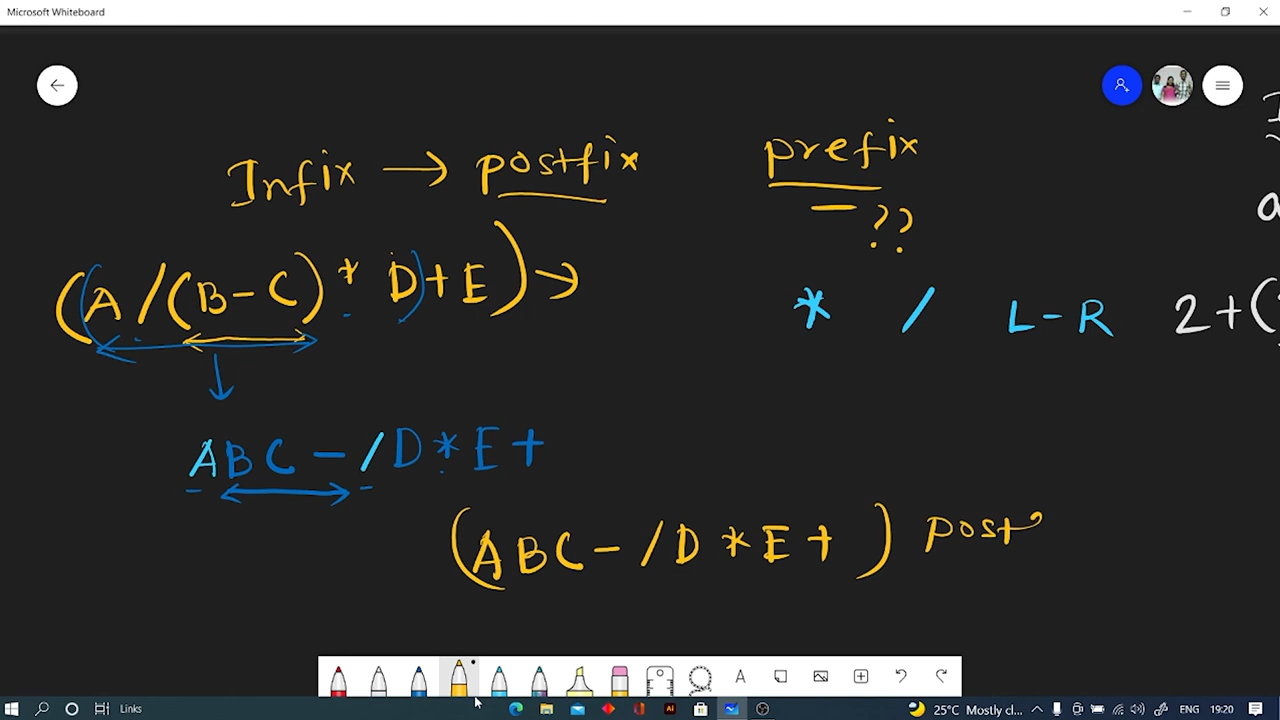 Microsoft Whiteboard
Infix → postfix
prefix
— ??
(A/(B-C)* D)+E) →
* / L-R
2+(
ABC-/D*E+
(ABC-/D*E+) post
A
Links
25°C Mostly cl...
ENG
19:20